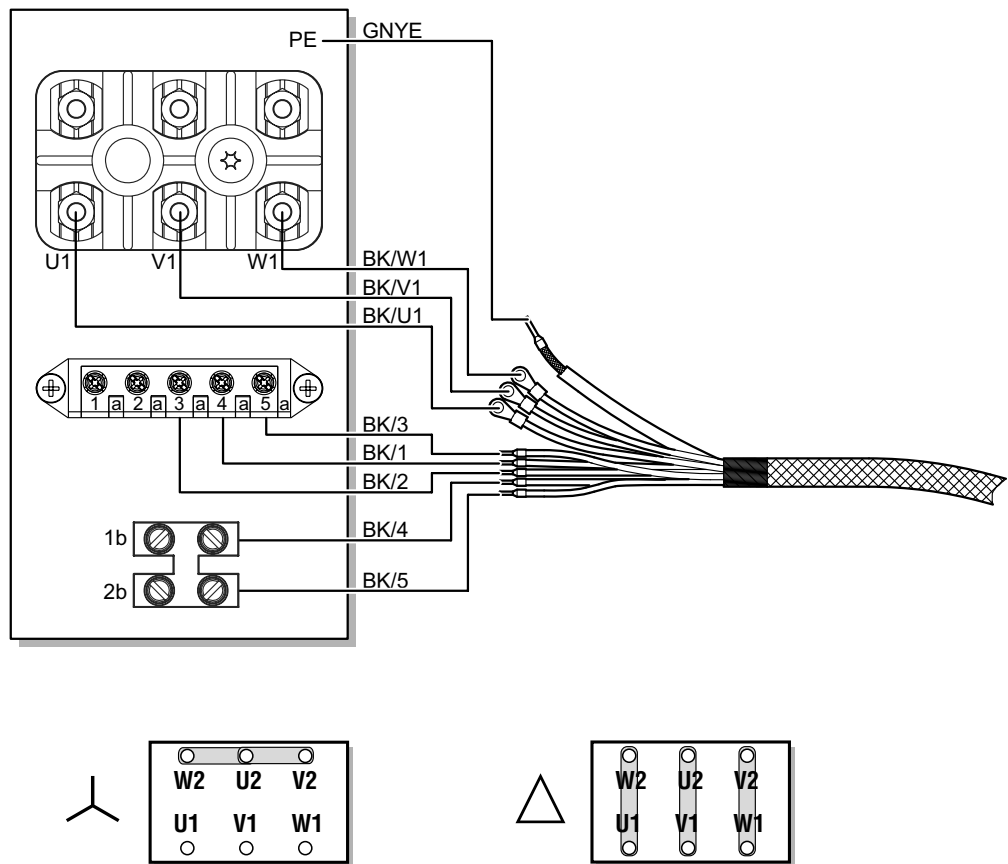 PE GNYE
U1 V1 W1
BK/W1
BK/V1
BK/U1
1 a 2 a 3 a 4 a 5 a
BK/3
BK/1
BK/2
1b BK/4
2b BK/5
W2 U2 V2
U1 V1 W1
W2 U2 V2
U1 V1 W1